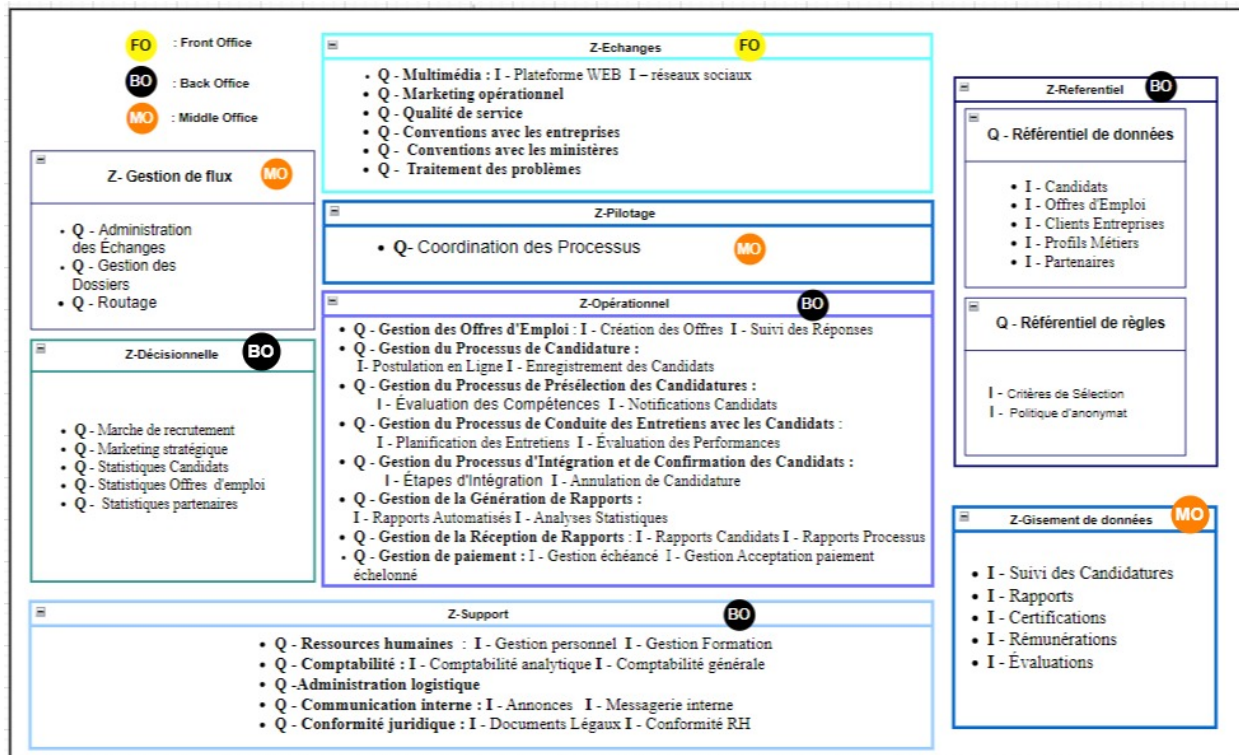 FO : Front Office
BO : Back Office
MO : Middle Office
Z- Gestion de flux MO
• Q - Administration
des Échanges
• Q - Gestion des
Dossiers
• Q - Routage
Z-Décisionnelle BO
• Q - Marche de recrutement
• Q - Marketing stratégique
• Q - Statistiques Candidats
• Q - Statistiques Offres d'emploi
• Q - Statistiques partenaires
Z-Echanges FO
• Q - Multimédia : I - Plateforme WEB I – réseaux sociaux
• Q - Marketing opérationnel
• Q - Qualité de service
• Q - Conventions avec les entreprises
• Q - Conventions avec les ministères
• Q - Traitement des problèmes
Z-Pilotage
• Q- Coordination des Processus MO
Z-Opérationnel BO
• Q - Gestion des Offres d'Emploi : I - Création des Offres I - Suivi des Réponses
• Q - Gestion du Processus de Candidature :
I- Postulation en Ligne I - Enregistrement des Candidats
• Q - Gestion du Processus de Présélection des Candidatures :
I - Évaluation des Compétences I - Notifications Candidats
• Q - Gestion du Processus de Conduite des Entretiens avec les Candidats :
I - Planification des Entretiens I - Évaluation des Performances
• Q - Gestion du Processus d'Intégration et de Confirmation des Candidats :
I - Étapes d'Intégration I - Annulation de Candidature
• Q - Gestion de la Génération de Rapports :
I - Rapports Automatisés I - Analyses Statistiques
• Q - Gestion de la Réception de Rapports : I - Rapports Candidats I - Rapports Processus
• Q - Gestion de paiement : I - Gestion échéancé I - Gestion Acceptation paiement
échelonné
Z-Referentiel BO
Q - Référentiel de données
• I - Candidats
• I - Offres d'Emploi
• I - Clients Entreprises
• I - Profils Métiers
• I - Partenaires
Q - Référentiel de règles
I - Critères de Sélection
I - Politique d'anonymat
Z-Gisement de données MO
• I - Suivi des Candidatures
• I - Rapports
• I - Certifications
• I - Rémunérations
• I - Évaluations
Z-Support BO
• Q - Ressources humaines : I - Gestion personnel I - Gestion Formation
• Q - Comptabilité : I - Comptabilité analytique I - Comptabilité générale
• Q -Administration logistique
• Q - Communication interne : I - Annonces I - Messagerie interne
• Q - Conformité juridique : I - Documents Légaux I - Conformité RH